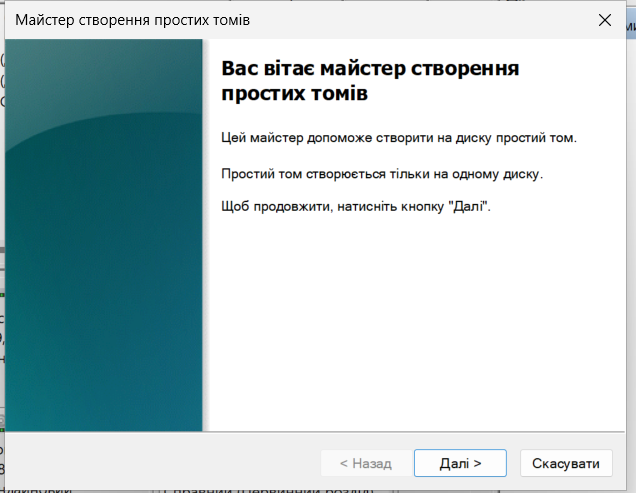 Майстер створення простих томів
Вас вітає майстер створення
простих томів
Цей майстер допоможе створити на диску простий том.
Простий том створюється тільки на одному диску.
Щоб продовжити, натисніть кнопку "Далі".
< Назад
Далі >
Скасувати